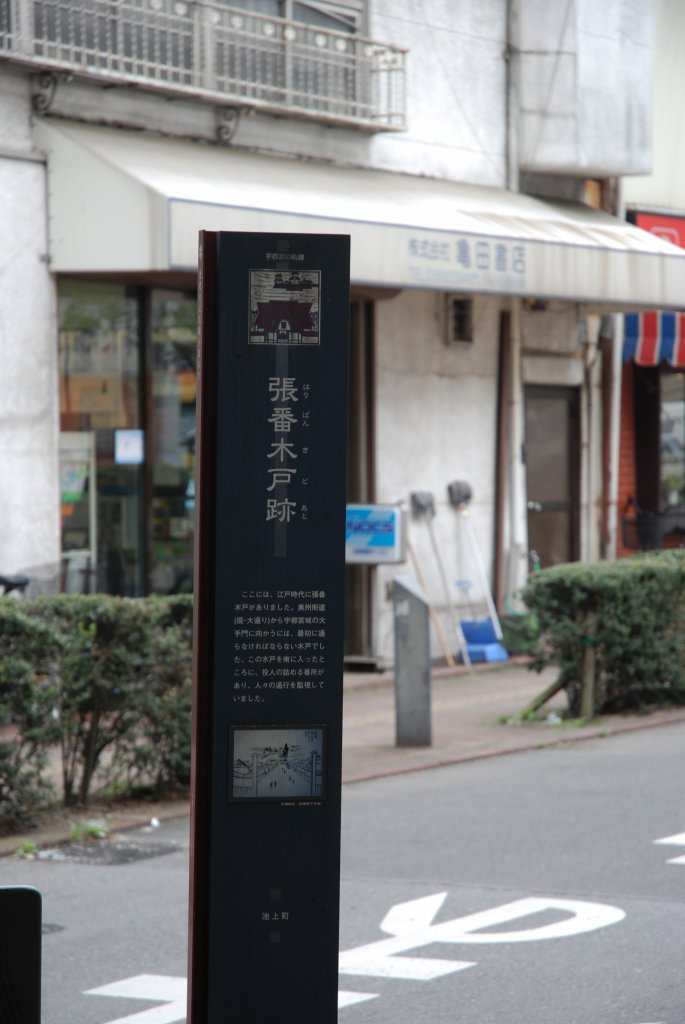 宇都宮の軌跡
張番木戸跡
はり ばん き ど あと
ここには、江戸時代に張番
木戸がありました。奥州街道
(現・大通り)から宇都宮城の大
手門に向かうには、最初に通
らなければならない木戸でし
た。この木戸を南に入ったと
ころに、役人の詰める番所が
あり、人々の通行を監視して
いました。
池上町
株式会社 亀田書店